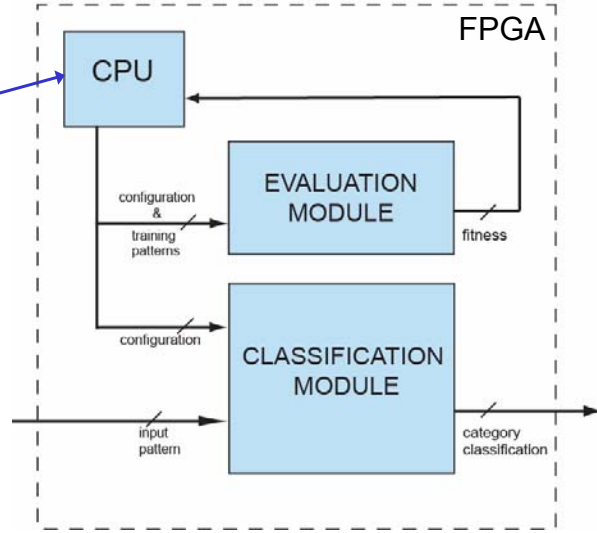 FPGA
CPU
EVALUATION
MODULE
configuration
&
training
patterns
fitness
configuration
CLASSIFICATION
MODULE
input
pattern
category
classification